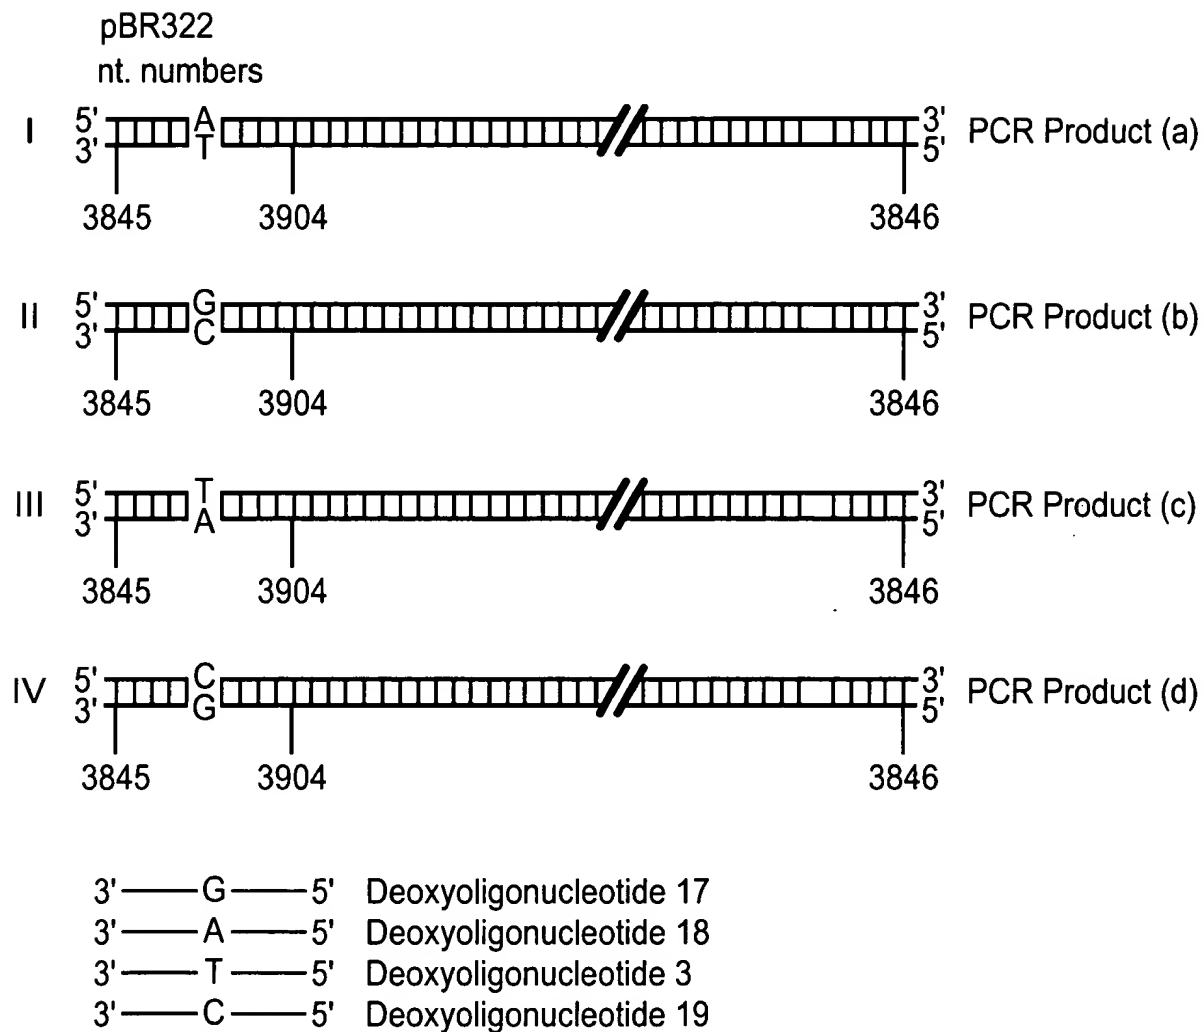 pBR322
nt. numbers
I 5' A 3' PCR Product (a)
3' T 5'
3845 3904 3846
II 5' G 3' PCR Product (b)
3' C 5'
3845 3904 3846
III 5' T 3' PCR Product (c)
3' A 5'
3845 3904 3846
IV 5' C 3' PCR Product (d)
3' G 5'
3845 3904 3846
3' G 5' Deoxyoligonucleotide 17
3' A 5' Deoxyoligonucleotide 18
3' T 5' Deoxyoligonucleotide 3
3' C 5' Deoxyoligonucleotide 19